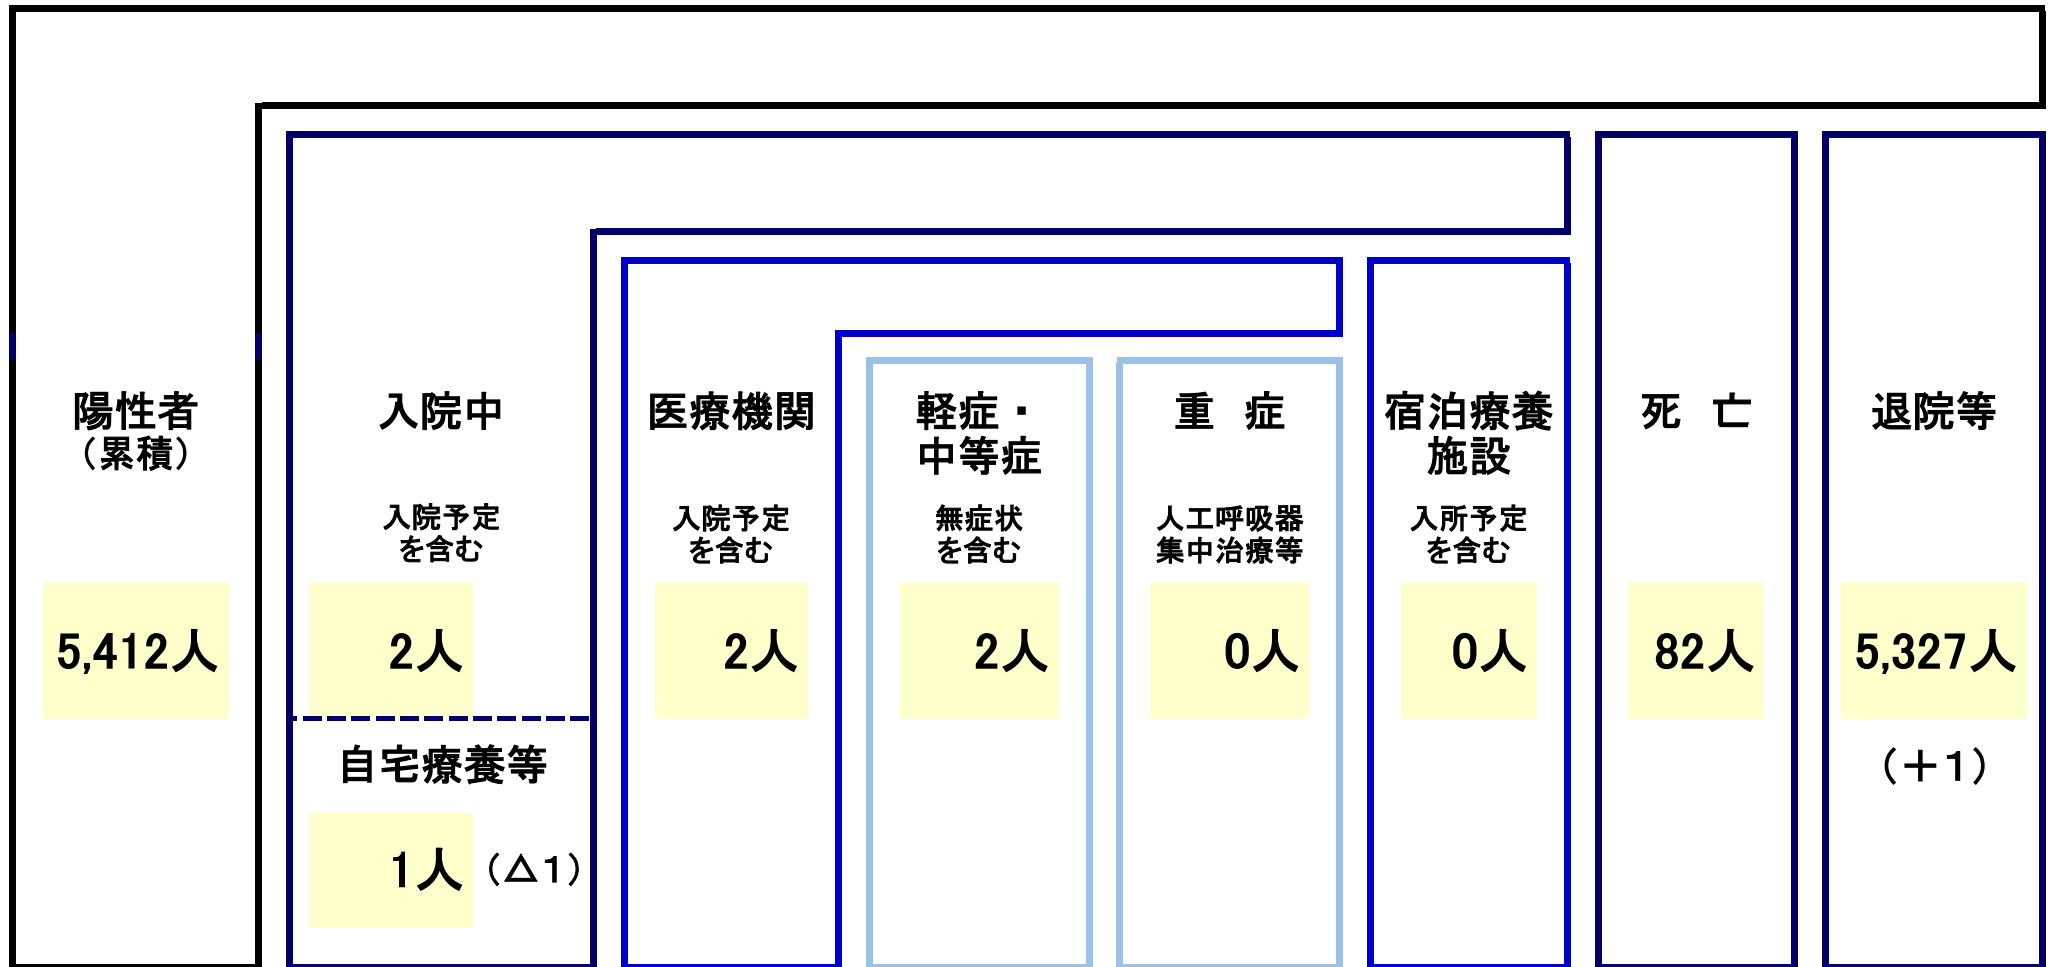 陽性者
（累積）
5,412人
入院中
入院予定
を含む
2人
自宅療養等
1人（△1）
医療機関
入院予定
を含む
2人
軽症・
中等症
無症状
を含む
2人
重　症
人工呼吸器
集中治療等
0人
宿泊療養
施設
入所予定
を含む
0人
死　亡
82人
退院等
5,327人
（＋1）